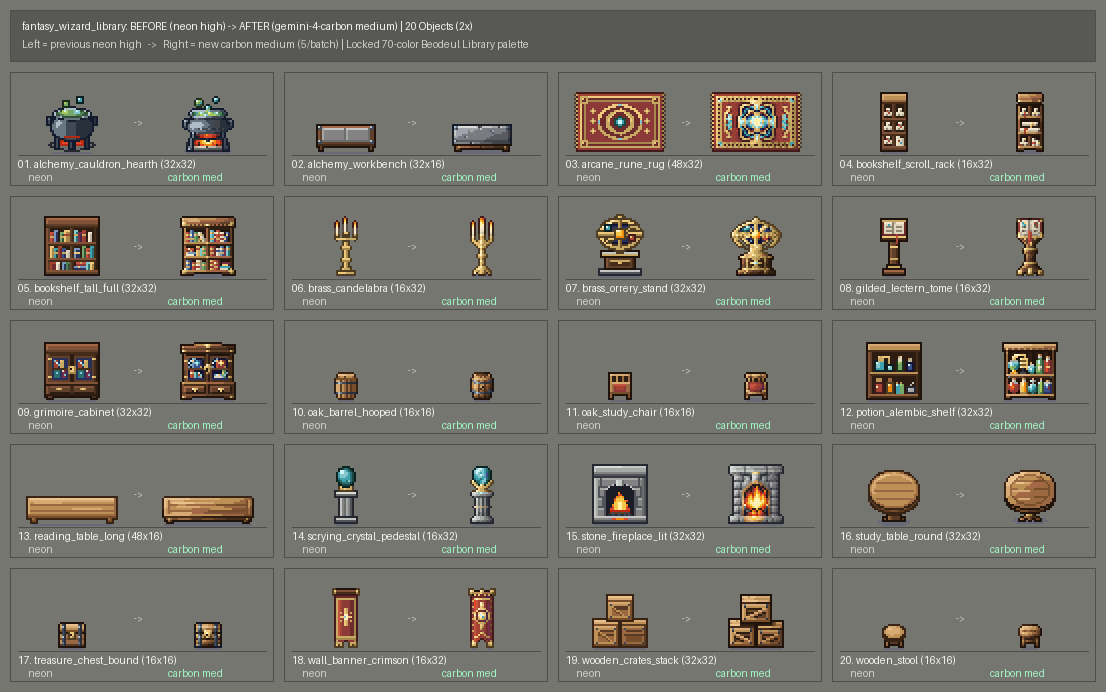 fantasy_wizard_library: BEFORE (neon high) -> AFTER (gemini-4-carbon medium) | 20 Objects (2x)
Left = previous neon high -> Right = new carbon medium (5/batch) | Locked 70-color Beodeul Library palette
->
->
->
->
01. alchemy_cauldron_hearth (32x32)
neon carbon med
02. alchemy_workbench (32x16)
neon carbon med
03. arcane_rune_rug (48x32)
neon carbon med
04. bookshelf_scroll_rack (16x32)
neon carbon med
->
->
->
->
05. bookshelf_tall_full (32x32)
neon carbon med
06. brass_candelabra (16x32)
neon carbon med
07. brass_orrery_stand (32x32)
neon carbon med
08. gilded_lectern_tome (16x32)
neon carbon med
->
->
->
->
09. grimoire_cabinet (32x32)
neon carbon med
10. oak_barrel_hooped (16x16)
neon carbon med
11. oak_study_chair (16x16)
neon carbon med
12. potion_alembic_shelf (32x32)
neon carbon med
->
->
->
->
13. reading_table_long (48x16)
neon carbon med
14. scrying_crystal_pedestal (16x32)
neon carbon med
15. stone_fireplace_lit (32x32)
neon carbon med
16. study_table_round (32x32)
neon carbon med
->
->
->
->
17. treasure_chest_bound (16x16)
neon carbon med
18. wall_banner_crimson (16x32)
neon carbon med
19. wooden_crates_stack (32x32)
neon carbon med
20. wooden_stool (16x16)
neon carbon med